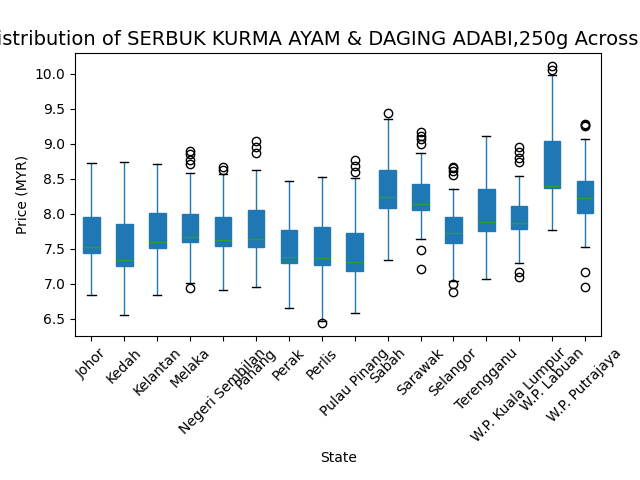 istribution of SERBUK KURMA AYAM & DAGING ADABI,250g Across
Price (MYR)
10.0
9.5
9.0
8.5
8.0
7.5
7.0
6.5
Johor
Kedah
Kelantan
Melaka
Negeri Sembilan
Pahang
Perak
Perlis
Pulau Pinang
Sabah
Sarawak
Selangor
Terengganu
W.P. Kuala Lumpur
W.P. Labuan
W.P. Putrajaya
State